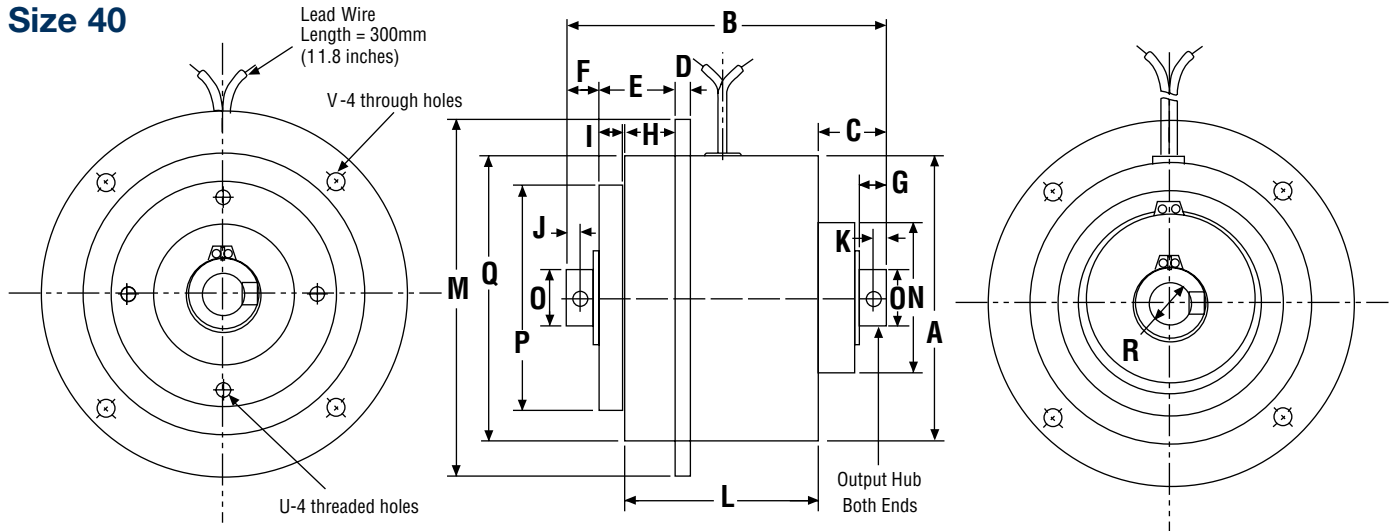 Size 40
Lead Wire
Length = 300mm
(11.8 inches)
V-4 through holes
U-4 threaded holes
B
D
F
E
I
H
C
G
J
K
M
Q
O
P
O
N
A
L
Output Hub
Both Ends
R